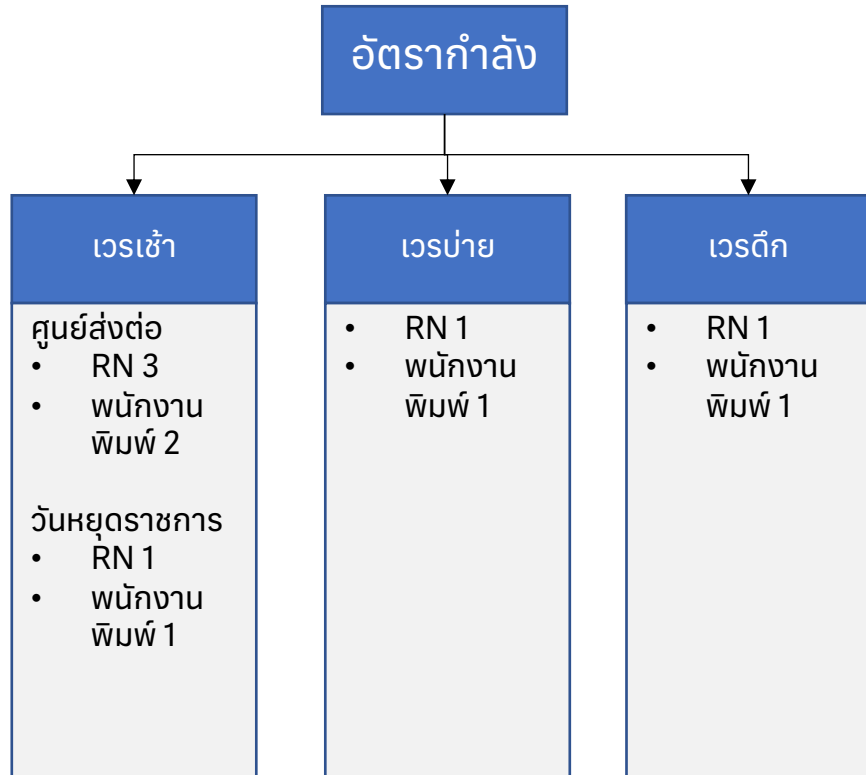 อัตรากำลัง
เวรเช้า
ศูนย์ส่งต่อ
• RN 3
• พนักงาน
พิมพ์ 2
วันหยุดราชการ
• RN 1
• พนักงาน
พิมพ์ 1
เวรบ่าย
• RN 1
• พนักงาน
พิมพ์ 1
เวรดึก
• RN 1
• พนักงาน
พิมพ์ 1